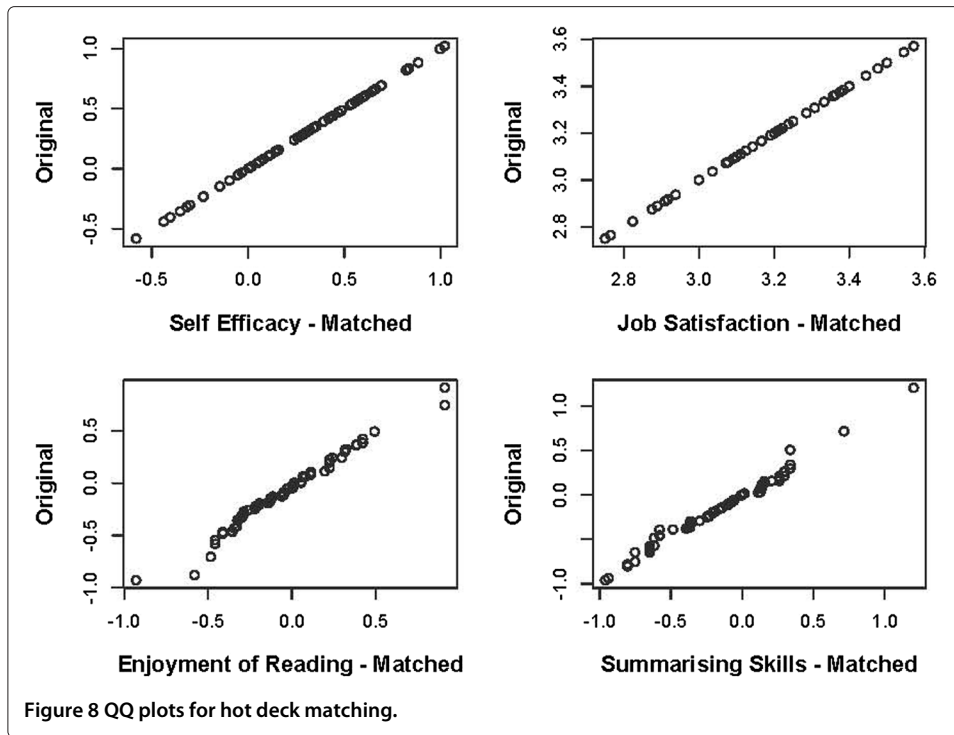 Original
1.0
0.5
0.0
-0.5
-0.5 0.0 0.5 1.0
Self Efficacy - Matched
Original
3.6
3.4
3.2
3.0
2.8
2.8 3.0 3.2 3.4 3.6
Job Satisfaction - Matched
Original
0.5
0.0
-0.5
-1.0
-1.0 -0.5 0.0 0.5
Enjoyment of Reading - Matched
Original
1.0
0.5
0.0
-1.0
-1.0 -0.5 0.0 0.5 1.0
Summarising Skills - Matched
Figure 8 QQ plots for hot deck matching.